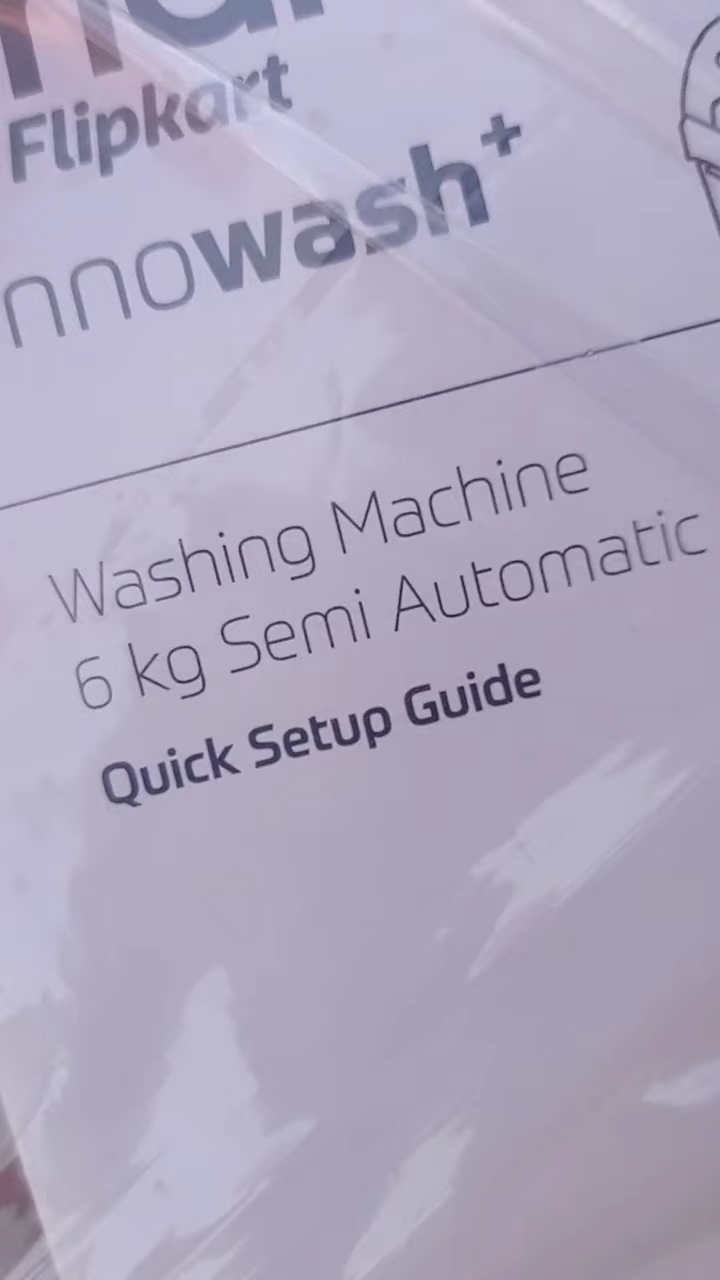 Flipkart
nnowash+
Washing Machine
6 kg Semi Automatic
Quick Setup Guide